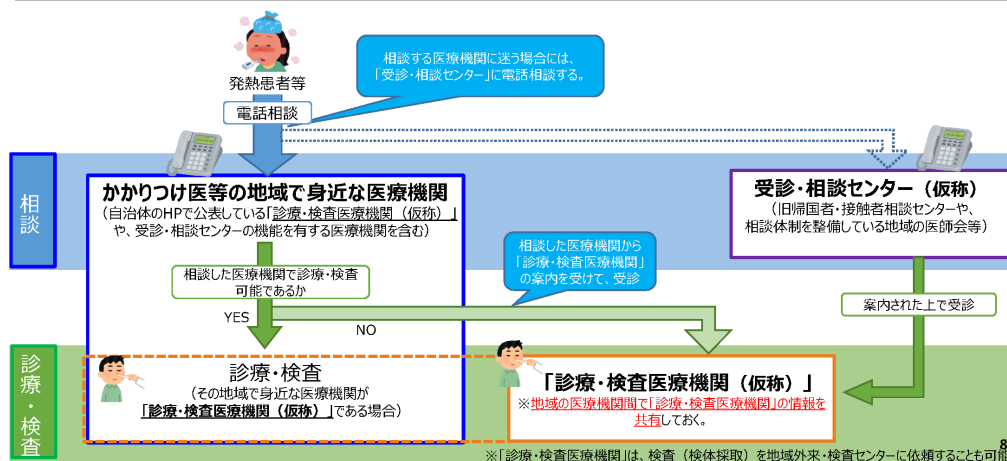 発熱患者等
電話相談
相談する医療機関に迷う場合には、
「受診・相談センター」に電話相談する。
相談
かかりつけ医等の地域で身近な医療機関
（自治体のHPで公表している「診療・検査医療機関（仮称）」
や、受診・相談センターの機能を有する医療機関を含む）
受診・相談センター（仮称）
（旧帰国者・接触者相談センターや、
相談体制を整備している地域の医師会等）
相談した医療機関から
「診療・検査医療機関」
の案内を受けて、受診
相談した医療機関で診療・検査
可能であるか
案内された上で受診
YES
NO
診療・検査
診療・検査
（その地域で身近な医療機関が
「診療・検査医療機関（仮称）」である場合）
「診療・検査医療機関（仮称）」
※地域の医療機関間で「診療・検査医療機関」の情報を
共有しておく。
8
※「診療・検査医療機関」は、検査（検体採取）を地域外来・検査センターに依頼することも可能